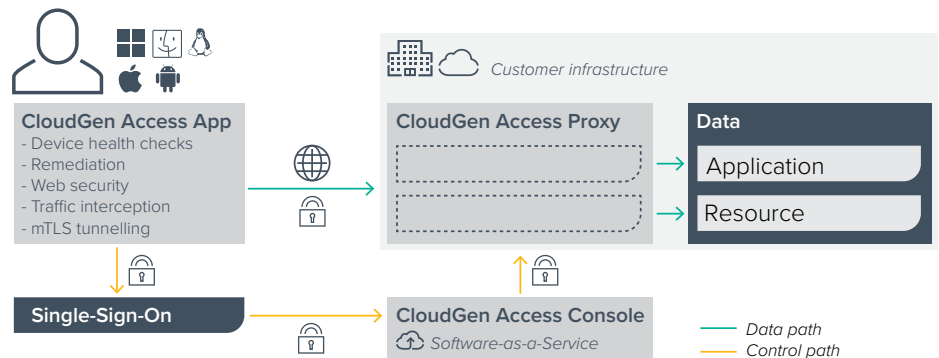 Customer infrastructure
CloudGen Access App
- Device health checks
- Remediation
- Web security
- Traffic interception
- mTLS tunnelling
CloudGen Access Proxy
Data
Application
Resource
Single-Sign-On
CloudGen Access Console
Software-as-a-Service
Data path
Control path